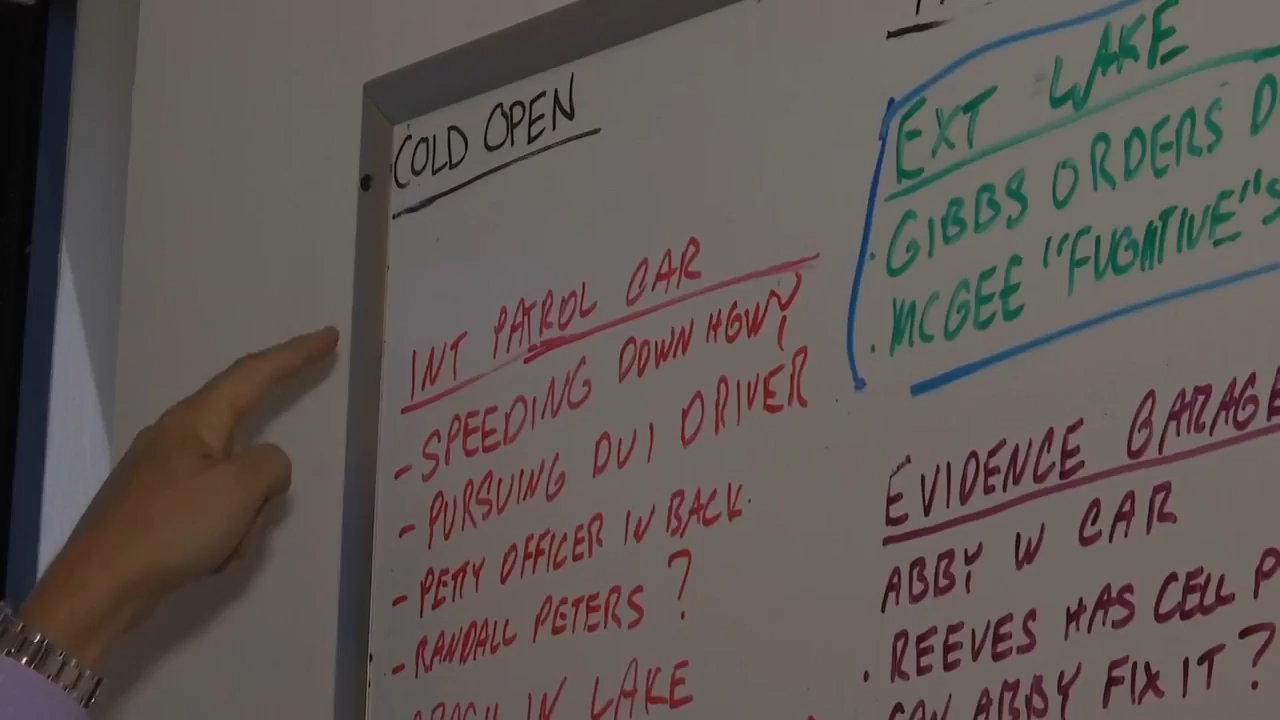 COLD OPEN
INT PATROL CAR
- SPEEDING DOWN HGWY
- PURSUING DUI DRIVER
- PETTY OFFICER IN BACK.
- RANDALL PETERS ?
IN LAKE
EXT LAKE
· GIBBS ORDERS D
· MCGEE "FUGITIVE"S
EVIDENCE GARAGE
ABBY W CAR
· REEVES HAS CELL P
CAN ABBY FIX IT ?